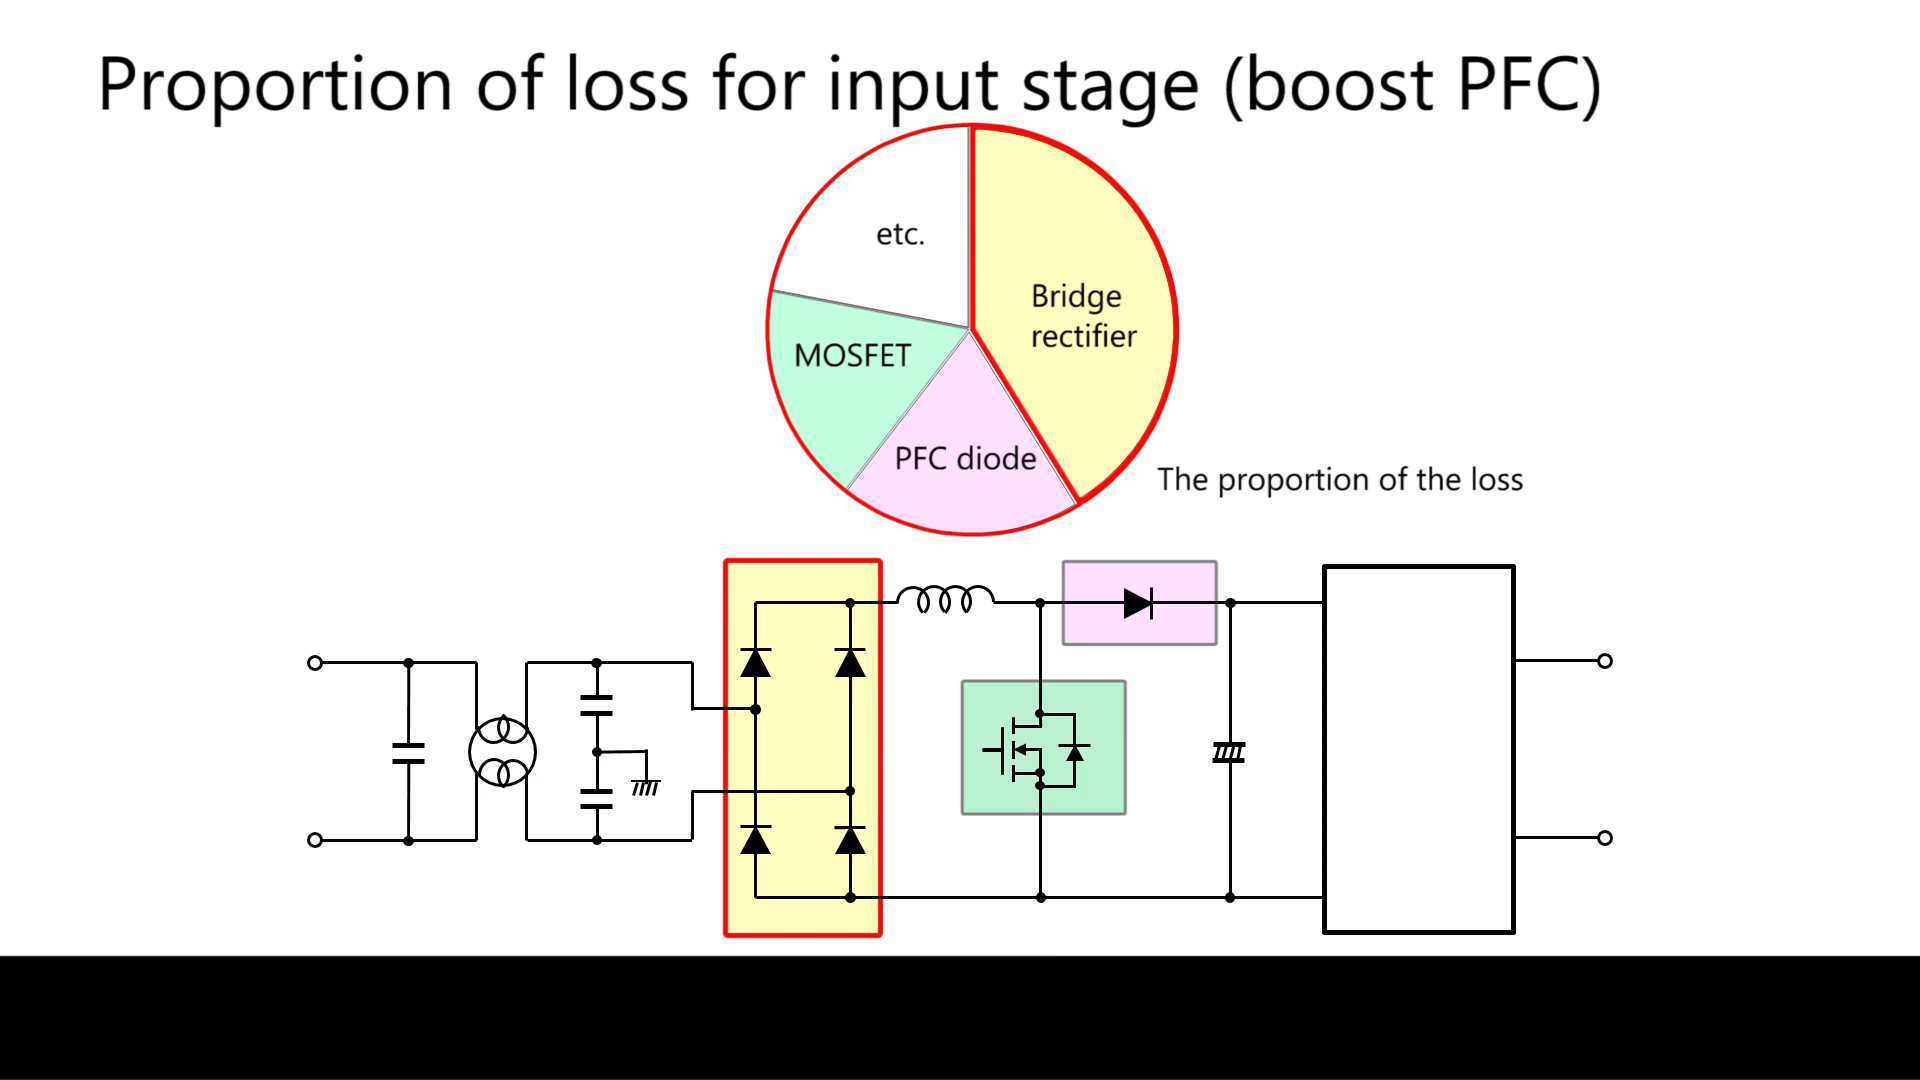 Proportion of loss for input stage (boost PFC)
etc.
Bridge
rectifier
MOSFET
PFC diode
The proportion of the loss